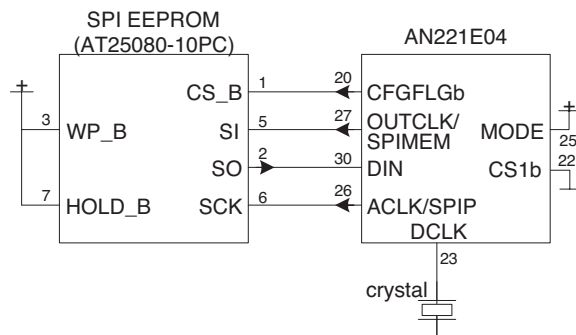 SPI EEPROM
(AT25080-10PC)
AN221E04
CS_B 1 20 CFGFLGb
3 WP_B SI 5 27 OUTCLK/
SPIMEM MODE 25
SO 2 30 DIN CS1b 22
7 HOLD_B SCK 6 26 ACLK/SPIP
DCLK
23
crystal